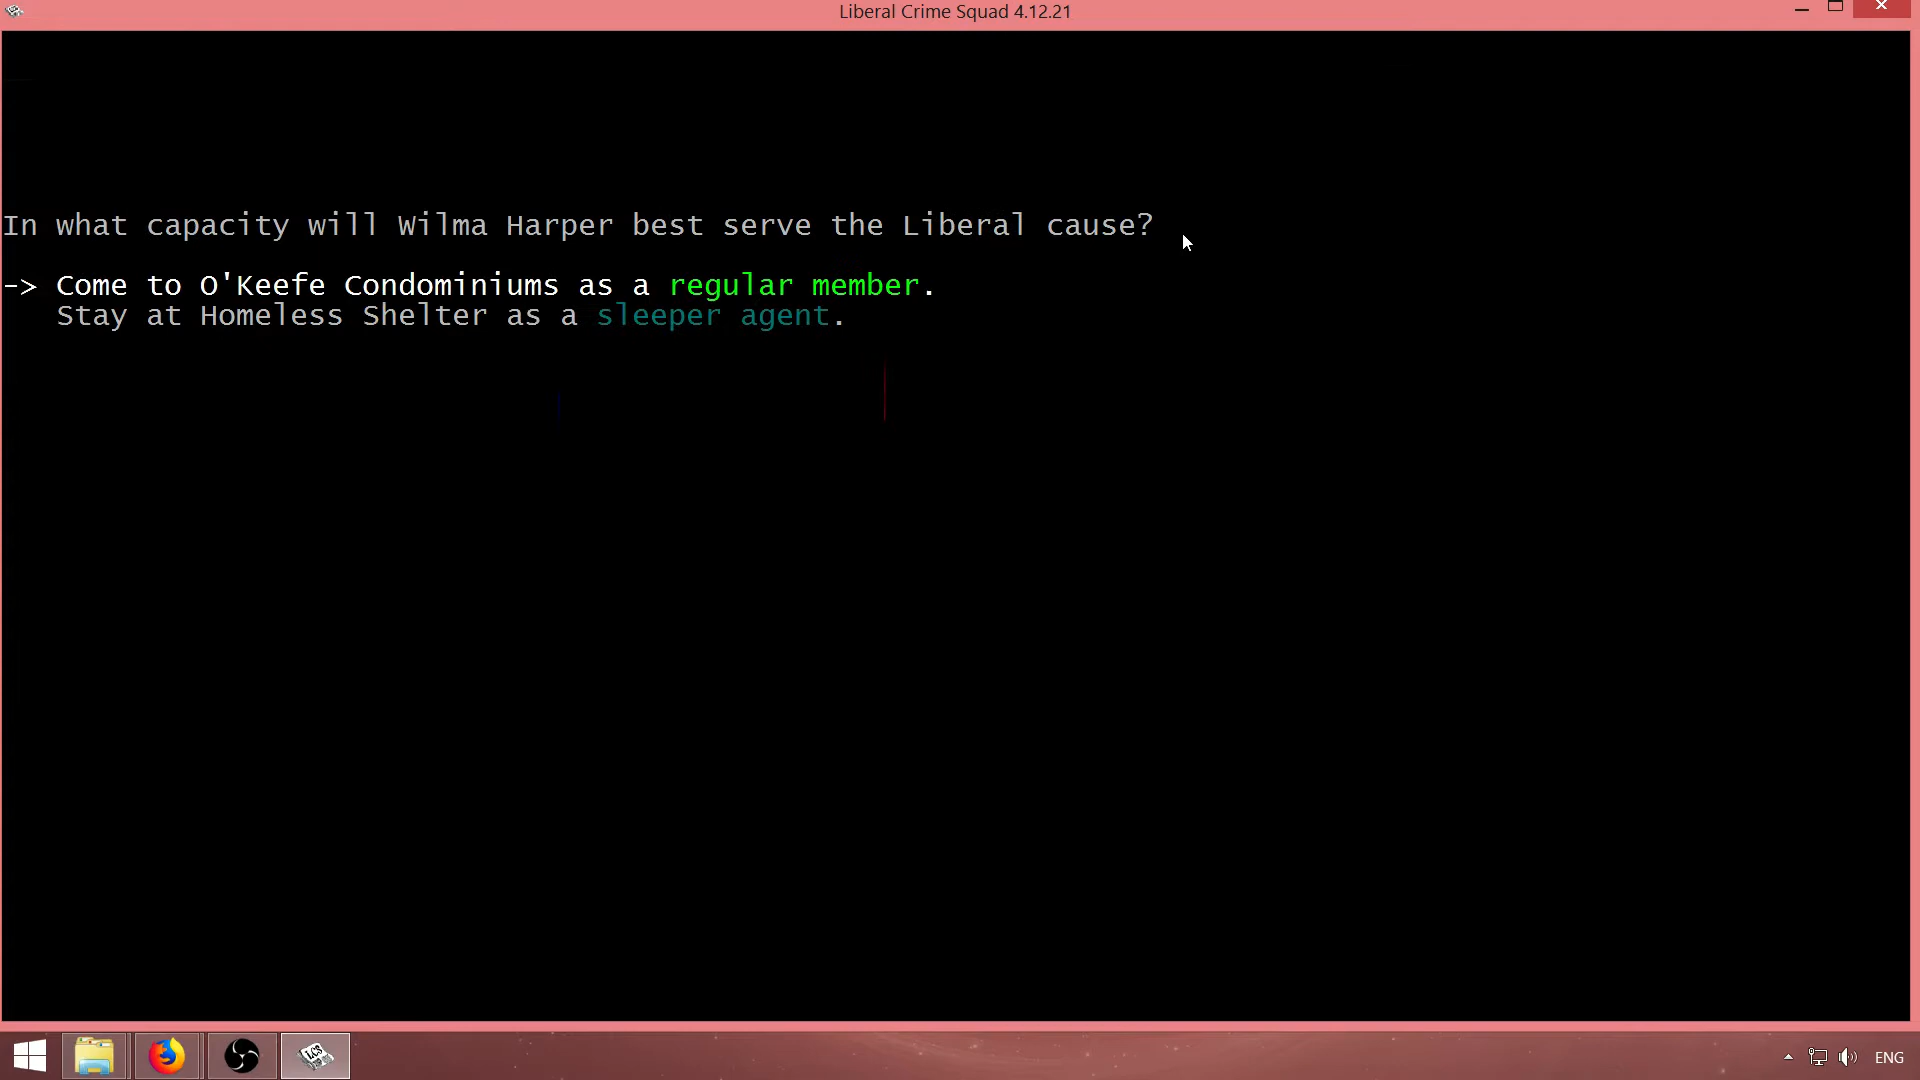 Liberal Crime Squad 4.12.21
In what capacity will Wilma Harper best serve the Liberal cause?
-> Come to O'Keefe Condominiums as a regular member.
Stay at Homeless Shelter as a sleeper agent.
LCS
ENG